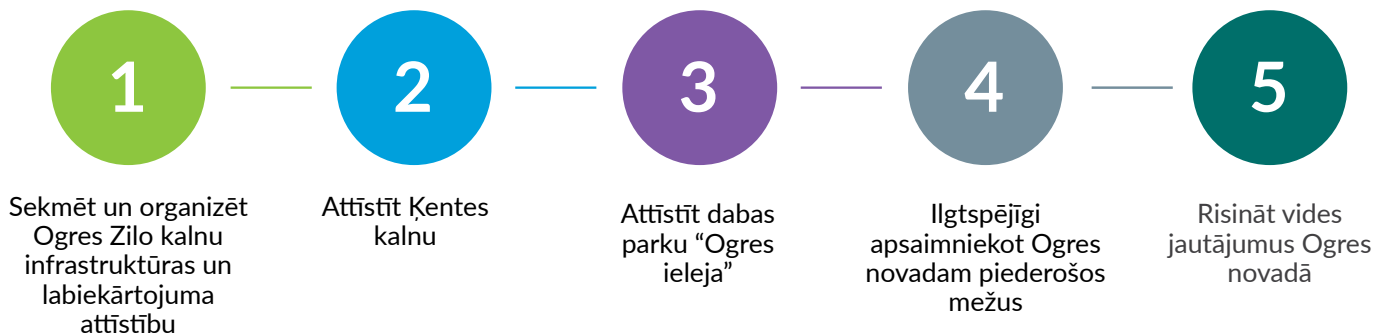 1
2
3
4
5
Sekmēt un organizēt
Ogres Zilo kalnu
infrastruktūras un
labiekārtojuma
attīstību
Attīstīt Ķentes
kalnu
Attīstīt dabas
parku “Ogres
ieleja”
Ilgtspējīgi
apsaimniekot Ogres
novadam piederošos
mežus
Risināt vides
jautājumus Ogres
novadā